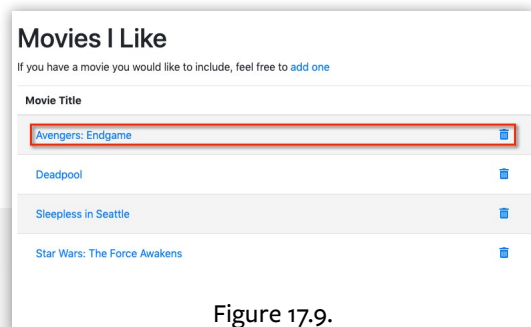 Movies I Like
If you have a movie you would like to include, feel free to add one
Movie Title
Avengers: Endgame
Deadpool
Sleepless in Seattle
Star Wars: The Force Awakens
Figure 17.9.